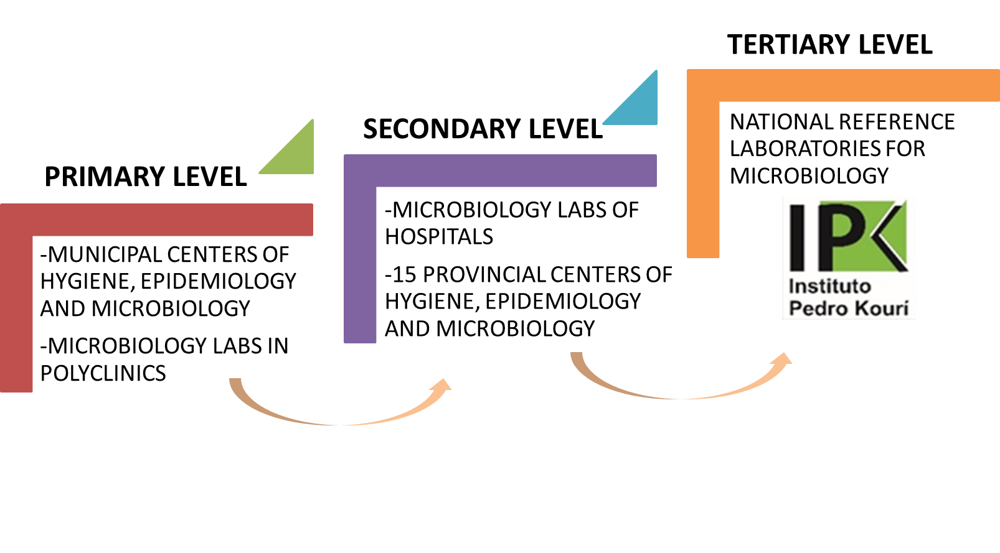 PRIMARY LEVEL
-MUNICIPAL CENTERS OF
HYGIENE, EPIDEMIOLOGY
AND MICROBIOLOGY
-MICROBIOLOGY LABS IN
POLYCLINICS
SECONDARY LEVEL
-MICROBIOLOGY LABS OF
HOSPITALS
-15 PROVINCIAL CENTERS OF
HYGIENE, EPIDEMIOLOGY
AND MICROBIOLOGY
TERTIARY LEVEL
NATIONAL REFERENCE
LABORATORIES FOR
MICROBIOLOGY
IPK
Instituto
Pedro Kourí